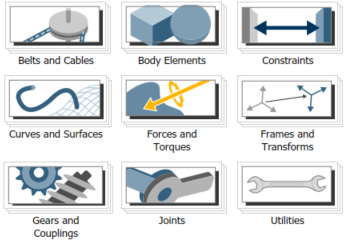 Belts and Cables
Body Elements
Constraints
Curves and Surfaces
Forces and
Torques
Frames and
Transforms
Gears and
Couplings
Joints
Utilities